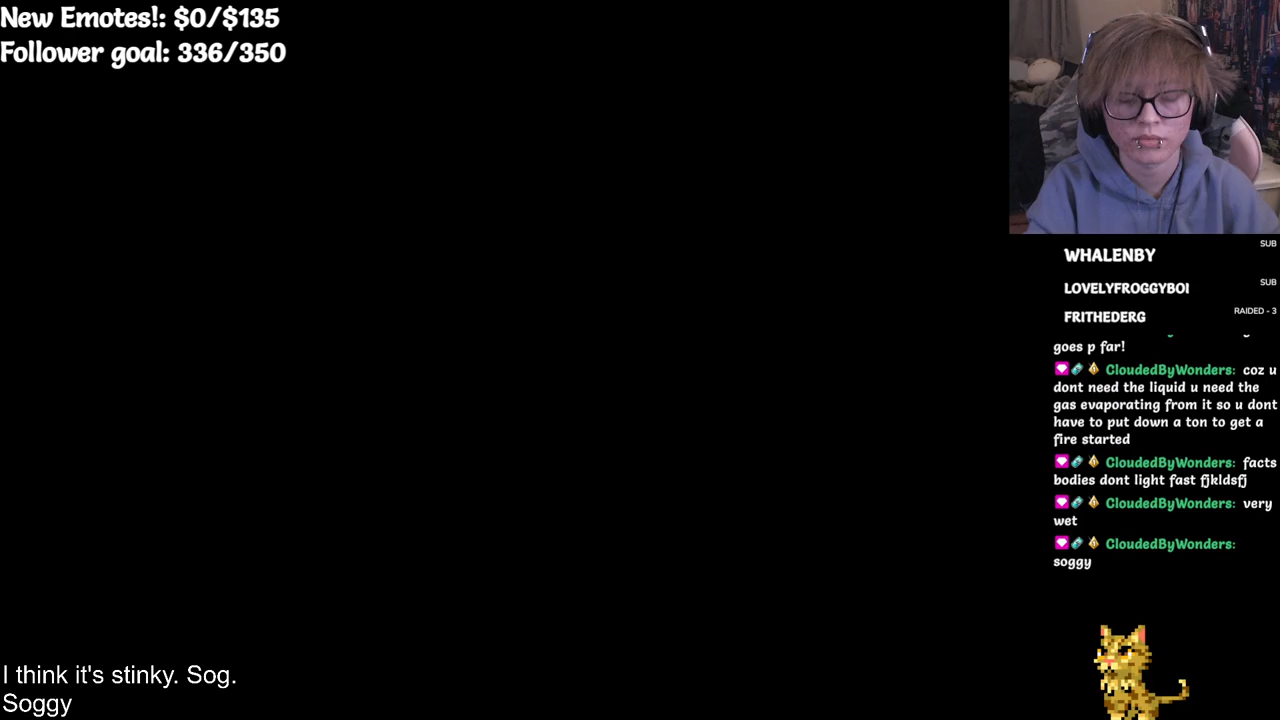 New Emotes!: $0/$135
Follower goal: 336/350
SUB
WHALENBY
SUB
LOVELYFROGGYBOI
RAIDED - 3
FRITHEDERG
goes p far!
CloudedByWonders: coz u
dont need the liquid u need the
gas evaporating from it so u dont
have to put down a ton to get a
fire started
CloudedByWonders: facts
bodies dont light fast fjkldsfj
CloudedByWonders: very
wet
CloudedByWonders:
soggy
I think it's stinky. Sog.
Soggy